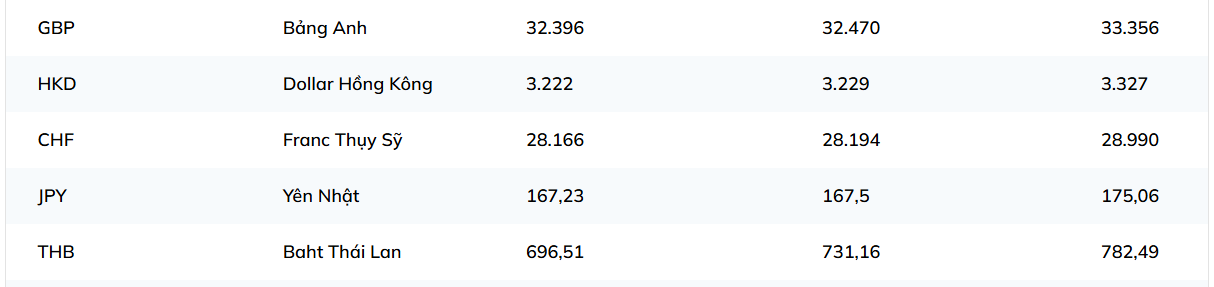 GBP Bảng Anh 32.396 32.470 33.356
HKD Dollar Hồng Kông 3.222 3.229 3.327
CHF Franc Thụy Sỹ 28.166 28.194 28.990
JPY Yên Nhật 167,23 167,5 175,06
THB Baht Thái Lan 696,51 731,16 782,49